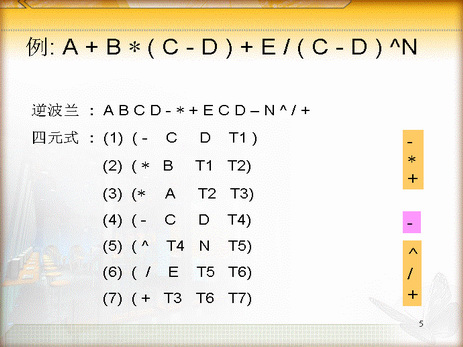 例: A + B * ( C - D ) + E / ( C - D ) ^N
逆波兰 : A B C D - * + E C D – N ^ / +
四元式 : (1) ( - C D T1 )
(2) ( * B T1 T2)
(3) (* A T2 T3)
(4) ( - C D T4)
(5) ( ^ T4 N T5)
(6) ( / E T5 T6)
(7) ( + T3 T6 T7)
-
*
+
-
^
/
+
5